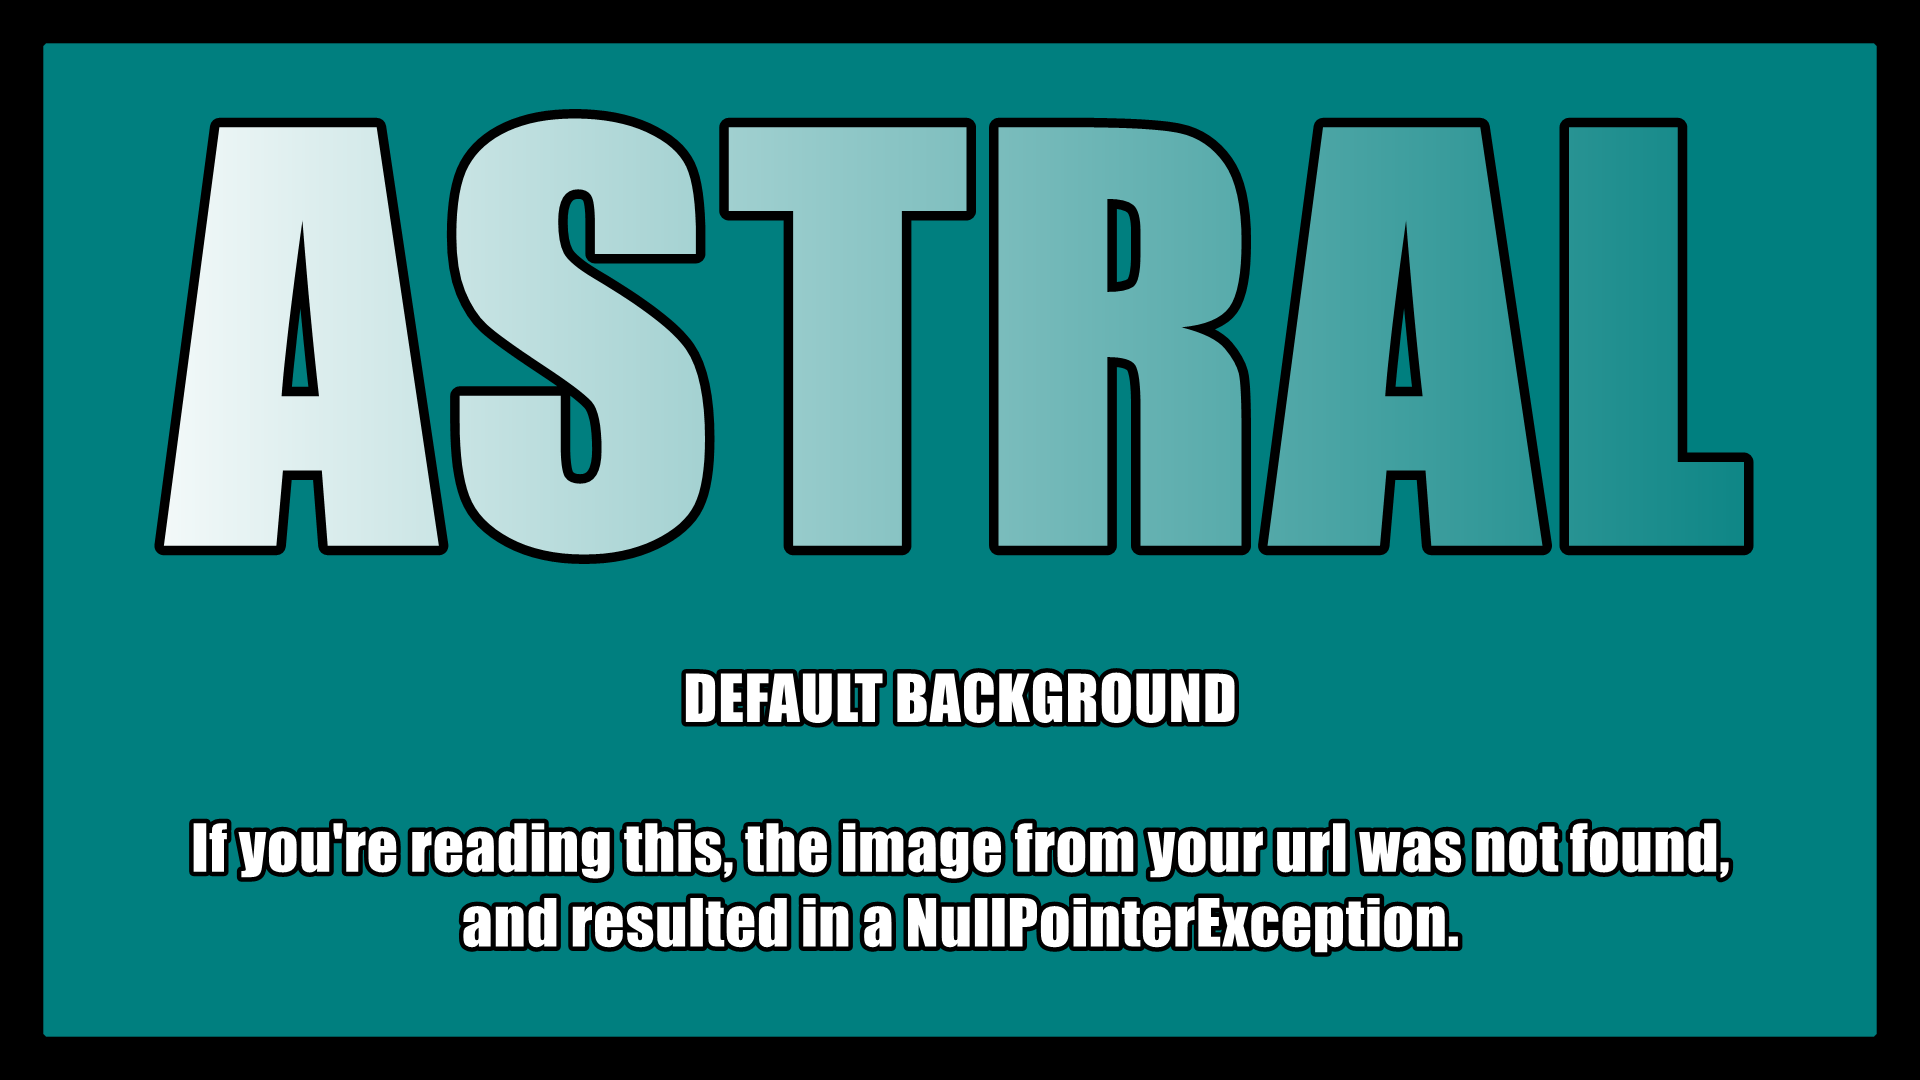 ASTRAL
DEFAULT BACKGROUND
If you're reading this, the image from your url was not found,
and resulted in a NullPointerException.